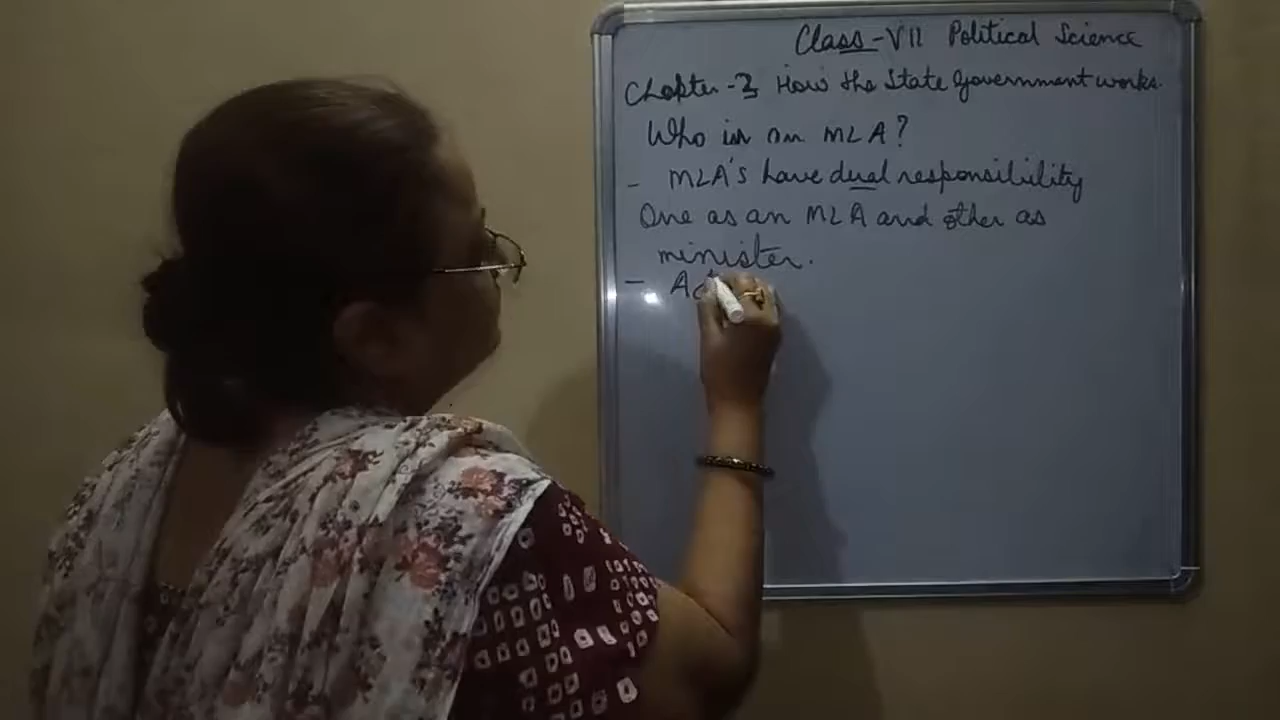 Class-VII Political Science
Chapter-3 How the State Government works.
Who is an MLA?
- MLA's have dual responsibility
One as an MLA and other as
minister.
-